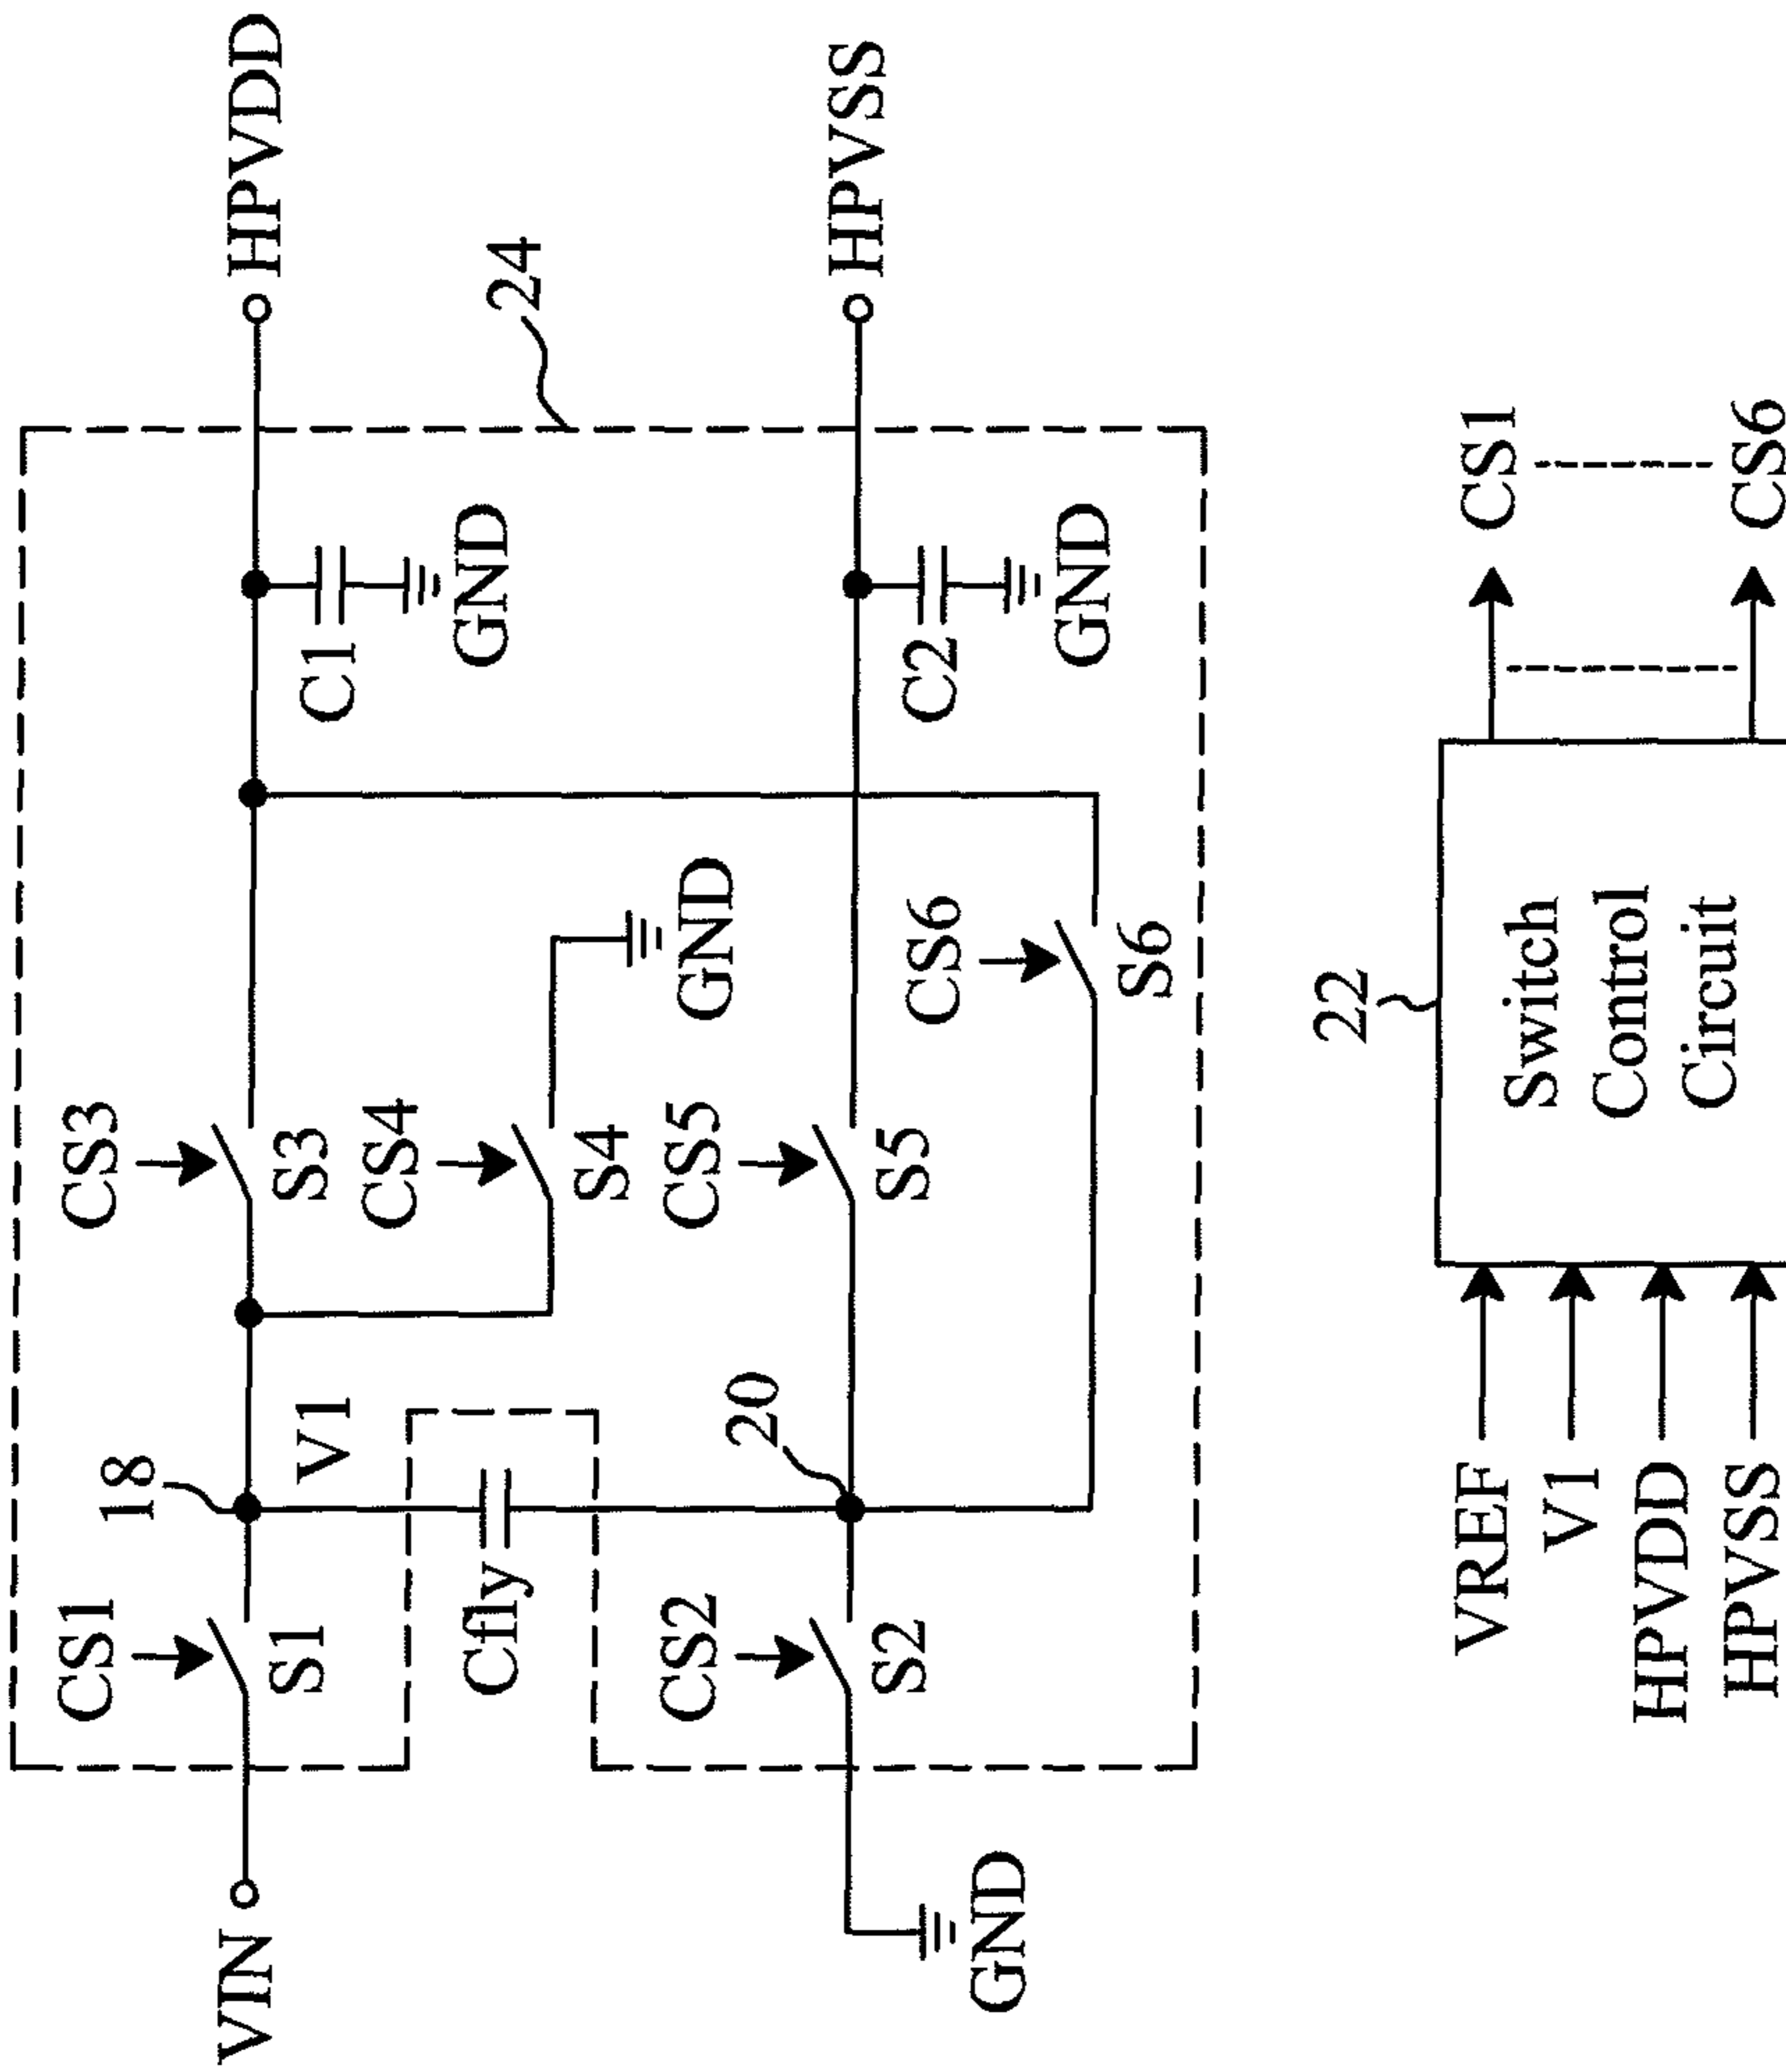 CS1
CS3
18
VIN
S1
V1
S3
HPVDD
C1
GND
CS4
S4
GND
24
Cfly
CS2
20
CS5
S2
S5
HPVSS
C2
GND
GND
CS6
S6
22
VREF
V1
HPVDD
HPVSS
Switch
Control
Circuit
CS1
CS6